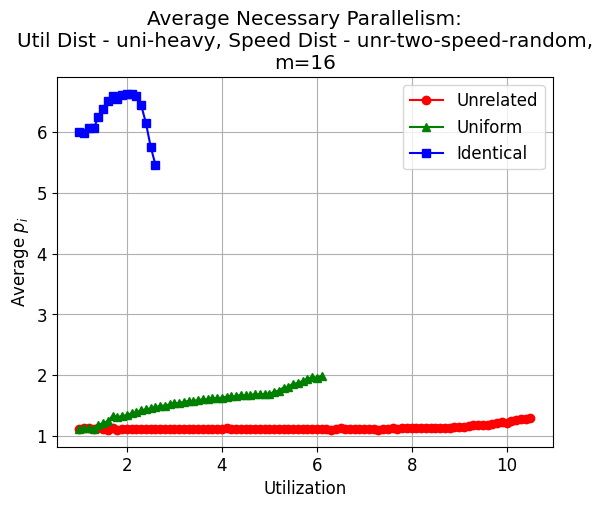 Average Necessary Parallelism:
Util Dist - uni-heavy, Speed Dist - unr-two-speed-random,
m=16
Unrelated
Uniform
Identical
Average p_i
6
5
4
3
2
1
2
4
6
8
10
Utilization